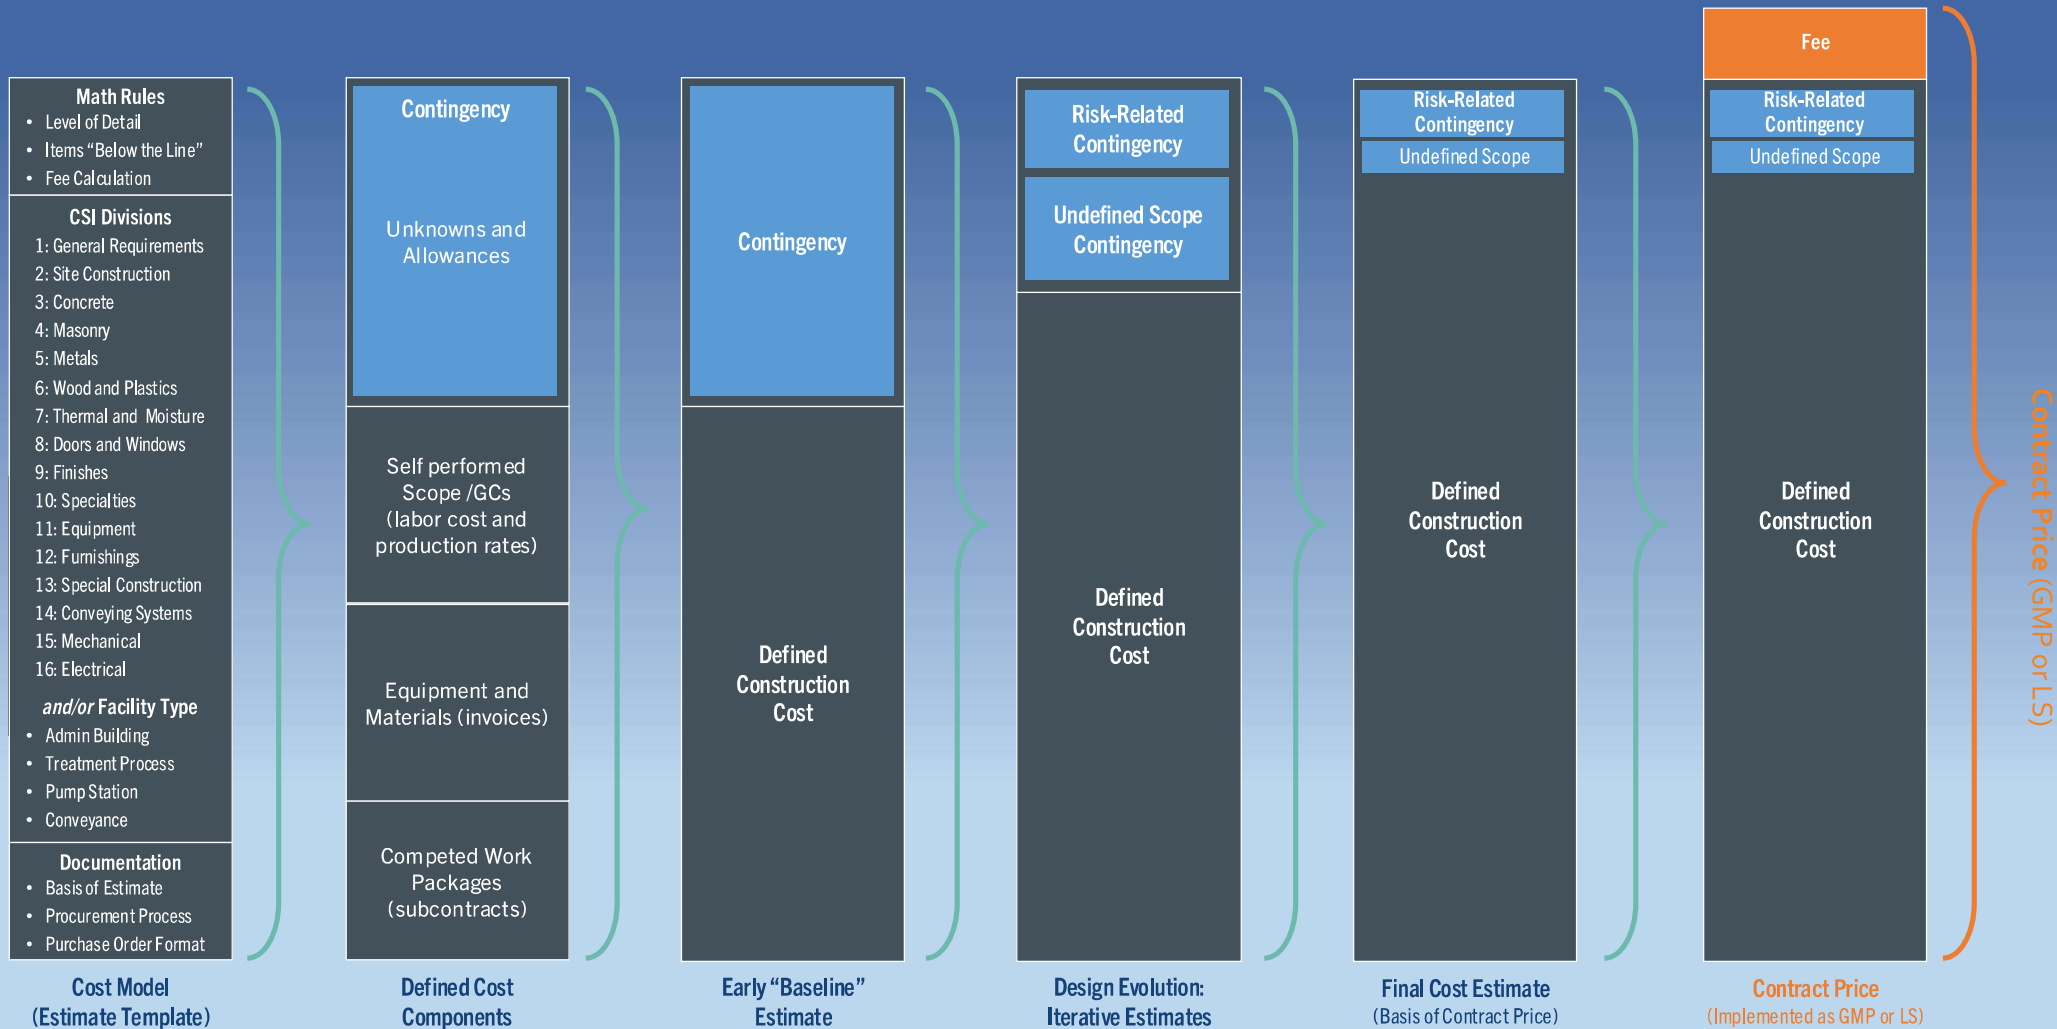 Math Rules
• Level of Detail
• Items “Below the Line”
• Fee Calculation
CSI Divisions
1: General Requirements
2: Site Construction
3: Concrete
4: Masonry
5: Metals
6: Wood and Plastics
7: Thermal and Moisture
8: Doors and Windows
9: Finishes
10: Specialties
11: Equipment
12: Furnishings
13: Special Construction
14: Conveying Systems
15: Mechanical
16: Electrical
and/or Facility Type
• Admin Building
• Treatment Process
• Pump Station
• Conveyance
Documentation
• Basis of Estimate
• Procurement Process
• Purchase Order Format
Cost Model
(Estimate Template)
Contingency
Unknowns and
Allowances
Self performed
Scope /GCs
(labor cost and
production rates)
Equipment and
Materials (invoices)
Competed Work
Packages
(subcontracts)
Defined Cost
Components
Contingency
Defined
Construction
Cost
Early “Baseline”
Estimate
Risk-Related
Contingency
Undefined Scope
Contingency
Defined
Construction
Cost
Design Evolution:
Iterative Estimates
Risk-Related
Contingency
Undefined Scope
Defined
Construction
Cost
Final Cost Estimate
(Basis of Contract Price)
Fee
Risk-Related
Contingency
Undefined Scope
Defined
Construction
Cost
Contract Price
(Implemented as GMP or LS)
Contract Price (GMP or LS)